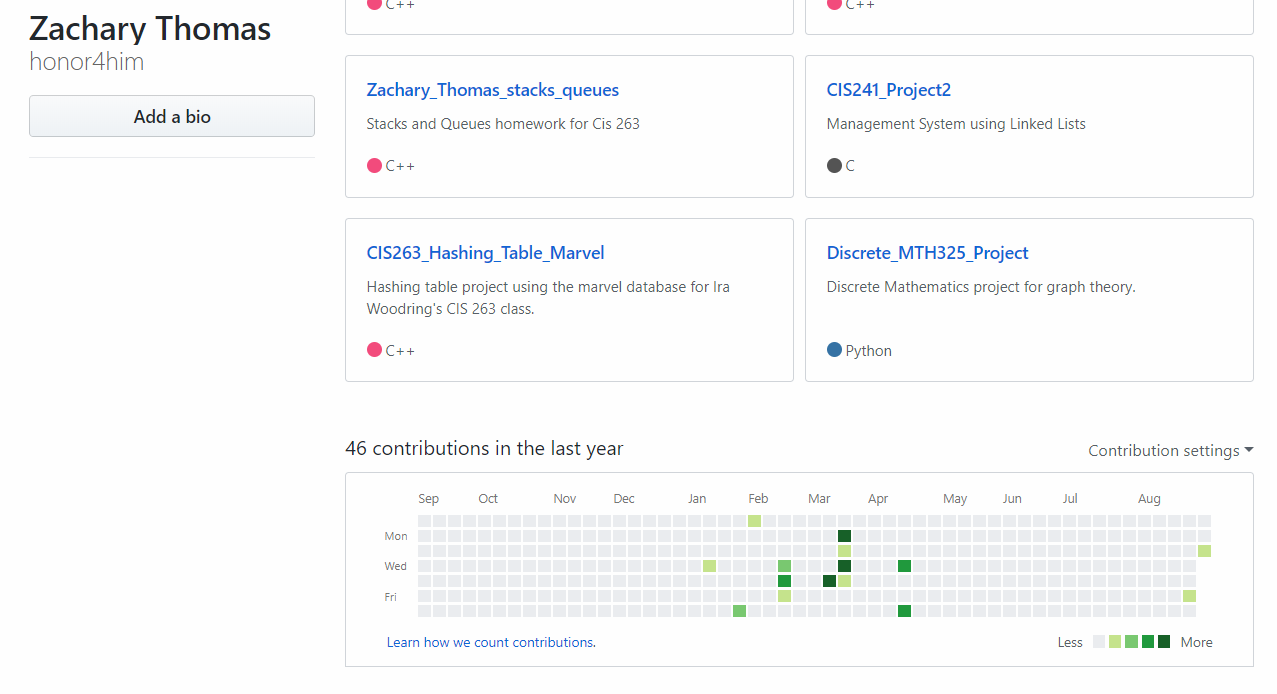 Zachary Thomas
honor4him
Add a bio
C++
C++
Zachary_Thomas_stacks_queues
Stacks and Queues homework for Cis 263
C++
CIS241_Project2
Management System using Linked Lists
C
CIS263_Hashing_Table_Marvel
Hashing table project using the marvel database for Ira
Woodring's CIS 263 class.
C++
Discrete_MTH325_Project
Discrete Mathematics project for graph theory.
Python
46 contributions in the last year
Contribution settings
Sep Oct Nov Dec Jan Feb Mar Apr May Jun Jul Aug
Mon
Wed
Fri
Learn how we count contributions.
Less More